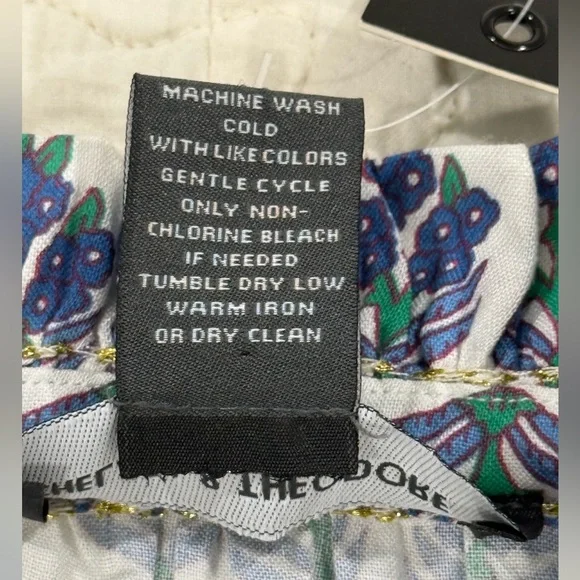 MACHINE WASH
COLD
WITH LIKE COLORS
GENTLE CYCLE
ONLY NON-
CHLORINE BLEACH
IF NEEDED
TUMBLE DRY LOW
WARM IRON
OR DRY CLEAN
& THEODORE